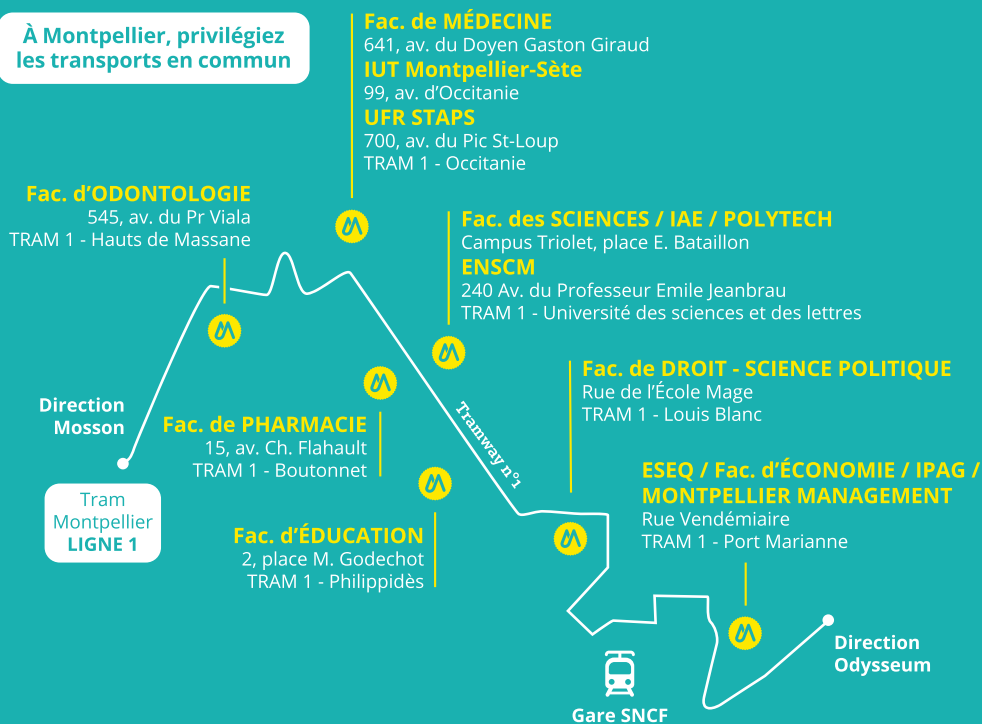 À Montpellier, privilégiez
les transports en commun
Fac. de MÉDECINE
641, av. du Doyen Gaston Giraud
IUT Montpellier-Sète
99, av. d’Occitanie
UFR STAPS
700, av. du Pic St-Loup
TRAM 1 - Occitanie
Fac. d’ODONTOLOGIE
545, av. du Pr Viala
TRAM 1 - Hauts de Massane
Fac. des SCIENCES / IAE / POLYTECH
Campus Triolet, place E. Bataillon
ENSCM
240 Av. du Professeur Emile Jeanbrau
TRAM 1 - Université des sciences et des lettres
Fac. de DROIT - SCIENCE POLITIQUE
Rue de l’École Mage
TRAM 1 - Louis Blanc
Direction
Mosson
Fac. de PHARMACIE
15, av. Ch. Flahault
TRAM 1 - Boutonnet
Tramway n°1
ESEQ / Fac. d’ÉCONOMIE / IPAG /
MONTPELLIER MANAGEMENT
Rue Vendémiaire
TRAM 1 - Port Marianne
Tram
Montpellier
LIGNE 1
Fac. d’ÉDUCATION
2, place M. Godechot
TRAM 1 - Philippidès
Direction
Odysseum
Gare SNCF